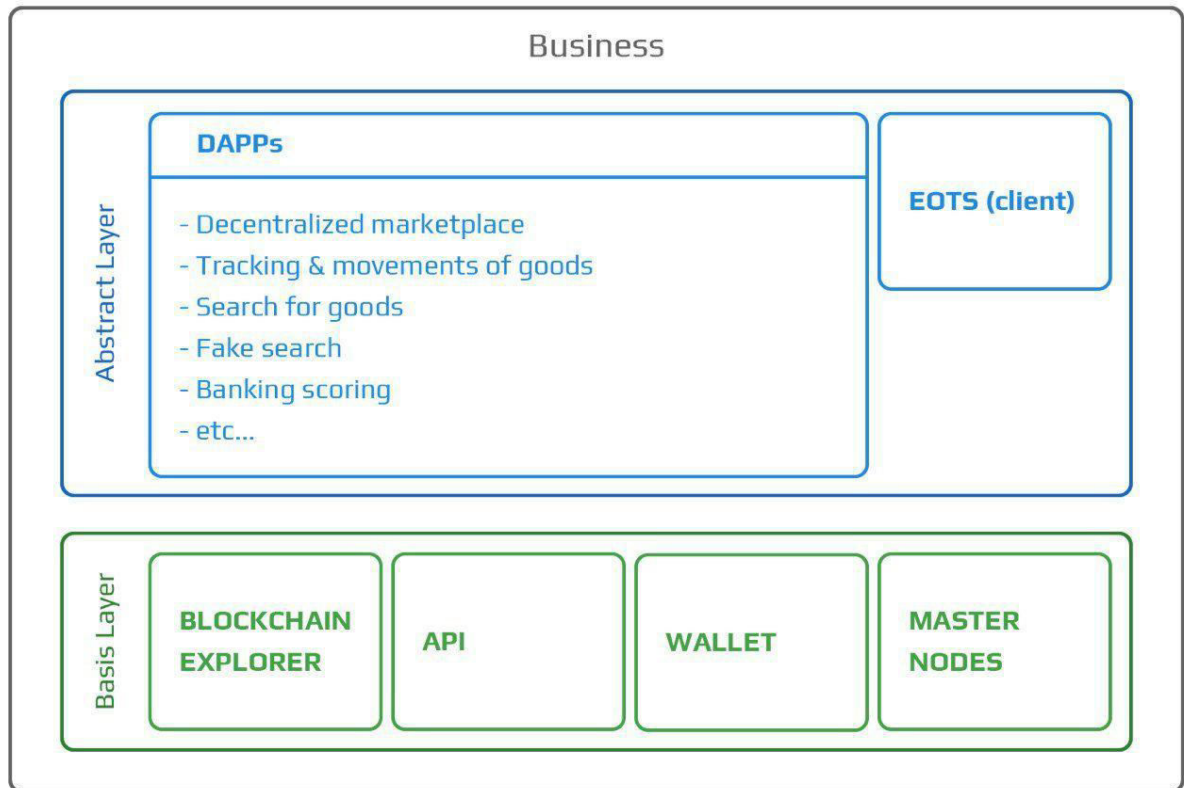 Business
Abstract Layer
DAPPs
- Decentralized marketplace
- Tracking & movements of goods
- Search for goods
- Fake search
- Banking scoring
- etc...
EOTS (client)
Basis Layer
BLOCKCHAIN
EXPLORER
API
WALLET
MASTER
NODES